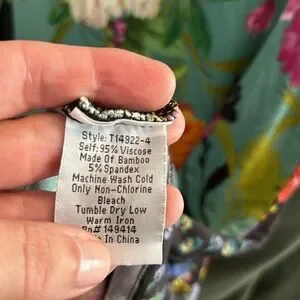 Style: T14922-4
Self: 95% Viscose
Made Of Bamboo
5% Spandex
Machine Wash Cold
Only Non-Chlorine
Bleach
Tumble Dry Low
Warm Iron
Rn# 149414
In China